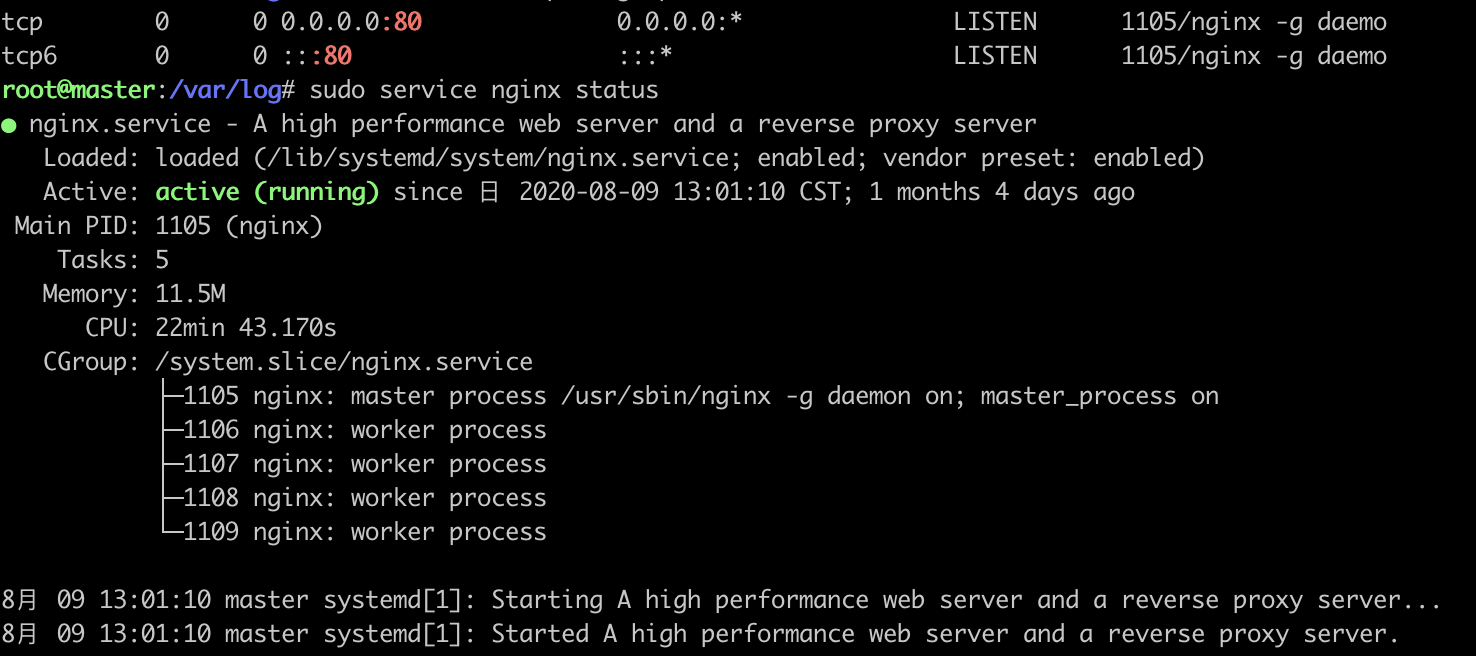 tcp        0      0 0.0.0.0:80              0.0.0.0:*               LISTEN      1105/nginx -g daemo
tcp6       0      0 :::80                   :::*                    LISTEN      1105/nginx -g daemo
root@master:/var/log# sudo service nginx status
● nginx.service - A high performance web server and a reverse proxy server
   Loaded: loaded (/lib/systemd/system/nginx.service; enabled; vendor preset: enabled)
   Active: active (running) since 日 2020-08-09 13:01:10 CST; 1 months 4 days ago
 Main PID: 1105 (nginx)
    Tasks: 5
   Memory: 11.5M
      CPU: 22min 43.170s
   CGroup: /system.slice/nginx.service
           ├─1105 nginx: master process /usr/sbin/nginx -g daemon on; master_process on
           ├─1106 nginx: worker process
           ├─1107 nginx: worker process
           ├─1108 nginx: worker process
           └─1109 nginx: worker process
8月 09 13:01:10 master systemd[1]: Starting A high performance web server and a reverse proxy server...
8月 09 13:01:10 master systemd[1]: Started A high performance web server and a reverse proxy server.